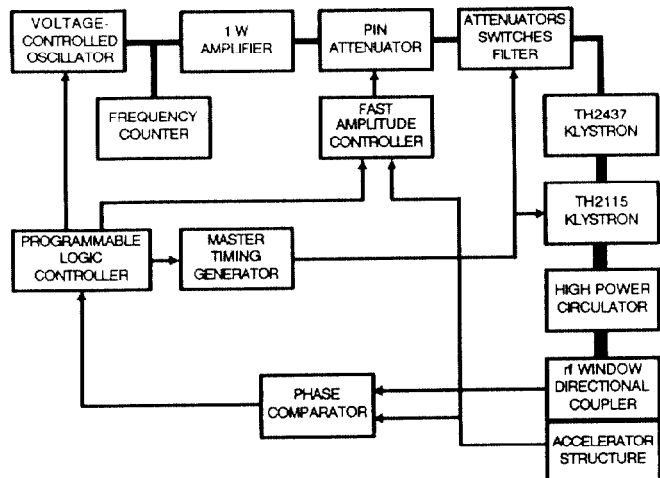 VOLTAGE-
CONTROLLED
OSCILLATOR
1 W
AMPLIFIER
PIN
ATTENUATOR
ATTENUATORS
SWITCHES
FILTER
FREQUENCY
COUNTER
FAST
AMPLITUDE
CONTROLLER
TH2437
KLYSTRON
TH2115
KLYSTRON
PROGRAMMABLE
LOGIC
CONTROLLER
MASTER
TIMING
GENERATOR
HIGH POWER
CIRCULATOR
PHASE
COMPARATOR
rf WINDOW
DIRECTIONAL
COUPLER
ACCELERATOR
STRUCTURE